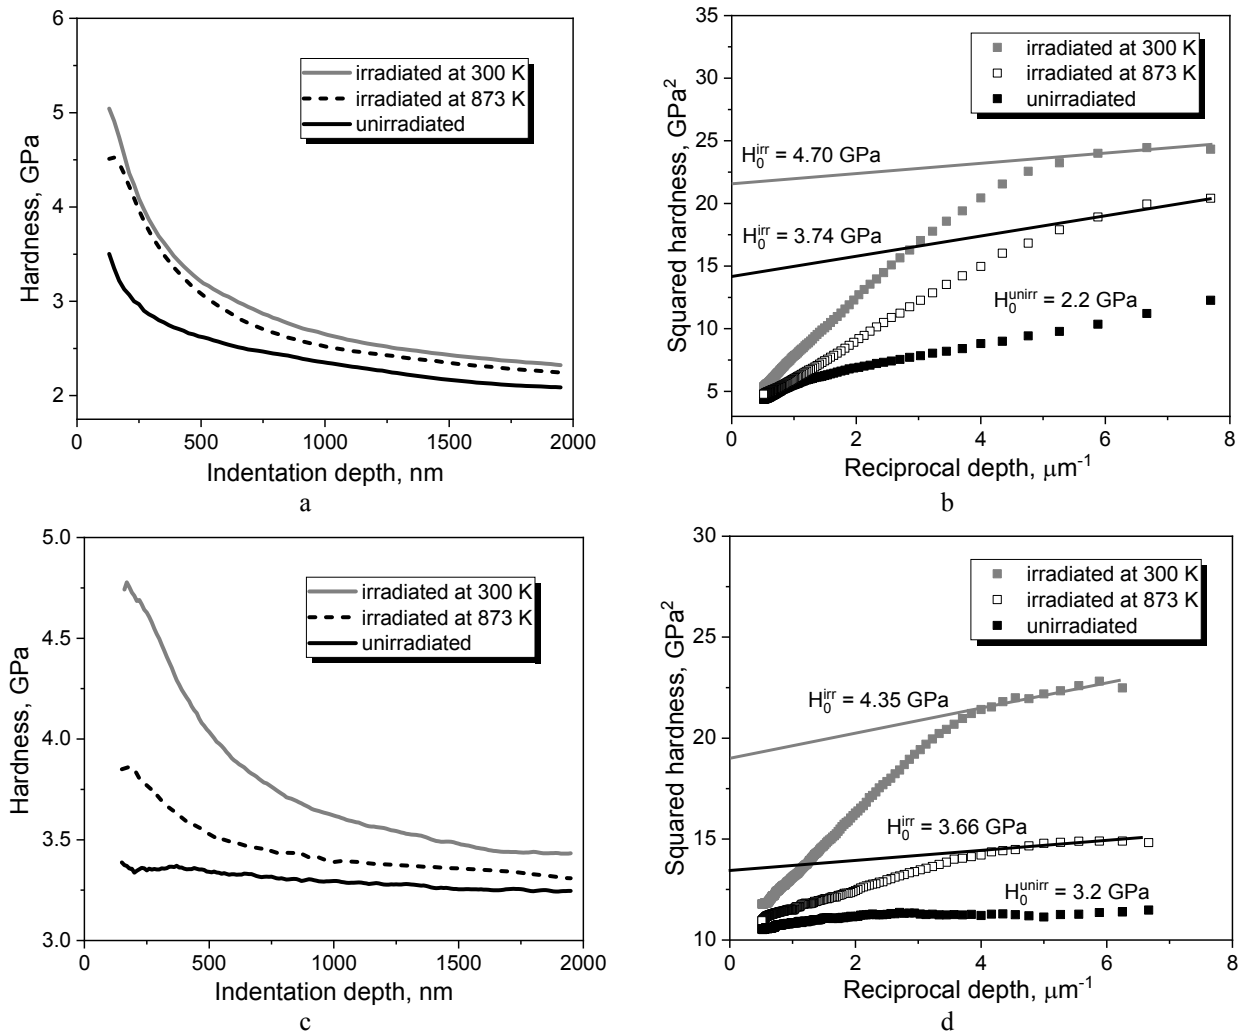 6
5
4
3
2
0
500
1000
1500
2000
Hardness, GPa
Indentation depth, nm
irradiated at 300 K
irradiated at 873 K
unirradiated
a
35
30
25
20
15
10
5
0
2
4
6
8
Squared hardness, GPa²
Reciprocal depth, μm⁻¹
irradiated at 300 K
irradiated at 873 K
unirradiated
H₀ⁱʳʳ = 4.70 GPa
H₀ⁱʳʳ = 3.74 GPa
H₀ᵘⁿⁱʳʳ = 2.2 GPa
b
5.0
4.5
4.0
3.5
3.0
0
500
1000
1500
2000
Hardness, GPa
Indentation depth, nm
irradiated at 300 K
irradiated at 873 K
unirradiated
c
30
25
20
15
10
0
2
4
6
8
Squared hardness, GPa²
Reciprocal depth, μm⁻¹
irradiated at 300 K
irradiated at 873 K
unirradiated
H₀ⁱʳʳ = 4.35 GPa
H₀ⁱʳʳ = 3.66 GPa
H₀ᵘⁿⁱʳʳ = 3.2 GPa
d